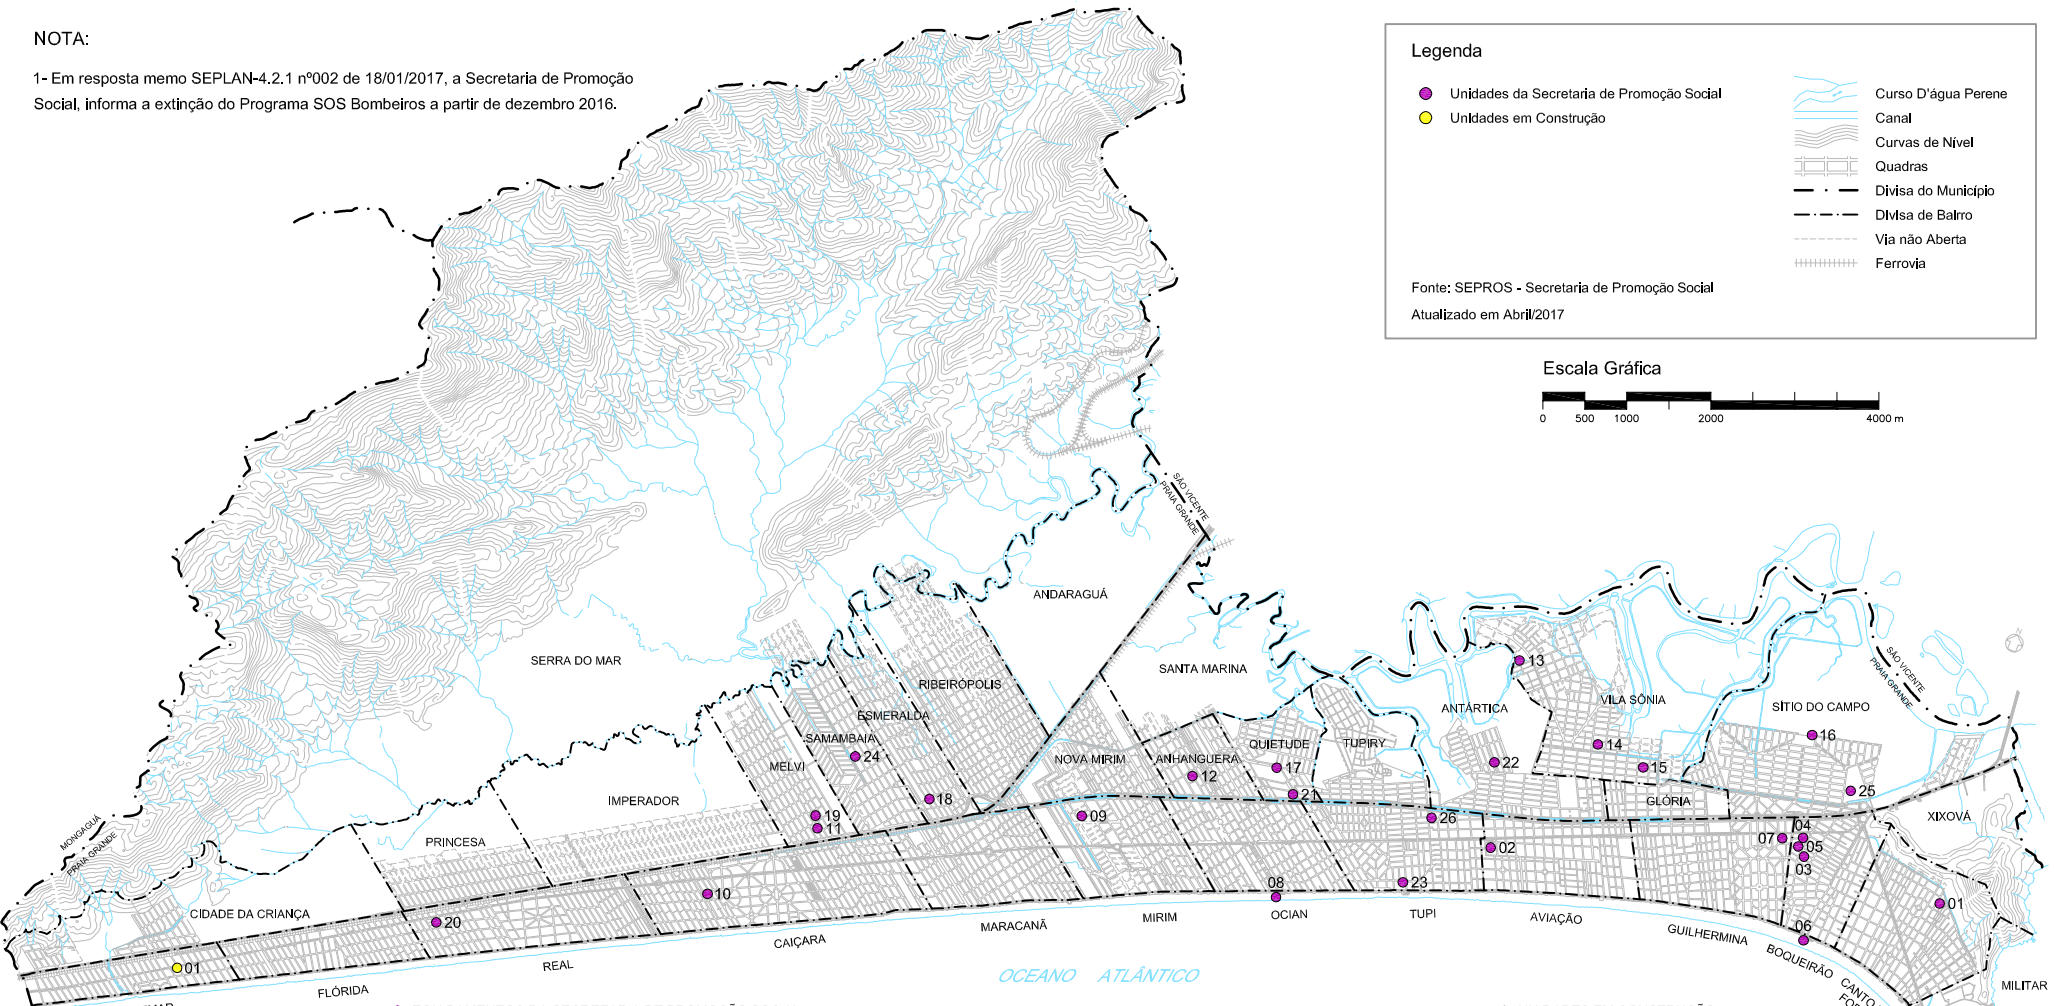 NOTA:
1- Em resposta memo SEPLAN-4.2.1 nº002 de 18/01/2017, a Secretaria de Promoção
Social, informa a extinção do Programa SOS Bombeiros a partir de dezembro 2016.
Legenda
Unidades da Secretaria de Promoção Social
Unidades em Construção
Curso D'água Perene
Canal
Curvas de Nível
Quadras
Divisa do Município
Divisa de Bairro
Via não Aberta
Ferrovia
Fonte: SEPROS - Secretaria de Promoção Social
Atualizado em Abril/2017
Escala Gráfica
0 500 1000 2000 4000 m
SÃO VICENTE
PRAIA GRANDE
ANDARAGUÁ
SERRA DO MAR
SANTA MARINA
RIBEIRÓPOLIS
ESMERALDA
SAMAMBAIA
24
MELVI
NOVA MIRIM
ANHANGUERA
12
QUIETUDE
17
TUPIRY
ANTÁRTICA
22
13
VILA SÔNIA
14
15
SÍTIO DO CAMPO
16
25
SÃO VICENTE
PRAIA GRANDE
GLÓRIA
XIXOVÁ
IMPERADOR
PRINCESA
19
11
18
09
21
26
02
07
04
05
03
MONGAGUÁ
PRAIA GRANDE
CIDADE DA CRIANÇA
20
10
08
23
06
01
01
FLÓRIDA
REAL
CAIÇARA
MARACANÃ
MIRIM
OCIAN
TUPI
AVIAÇÃO
GUILHERMINA
BOQUEIRÃO
CANTO
MILITAR
OCEANO ATLÂNTICO